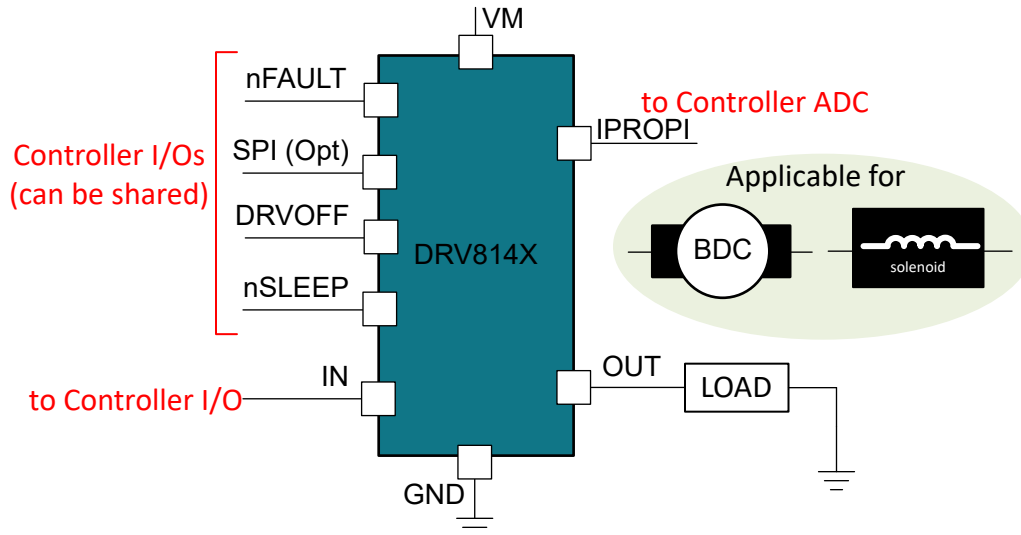 VM
nFAULT
to Controller ADC
IPROPI
Controller I/Os
(can be shared)
SPI (Opt)
Applicable for
DRVOFF
DRV814X
BDC
solenoid
nSLEEP
IN
OUT
to Controller I/O
LOAD
GND